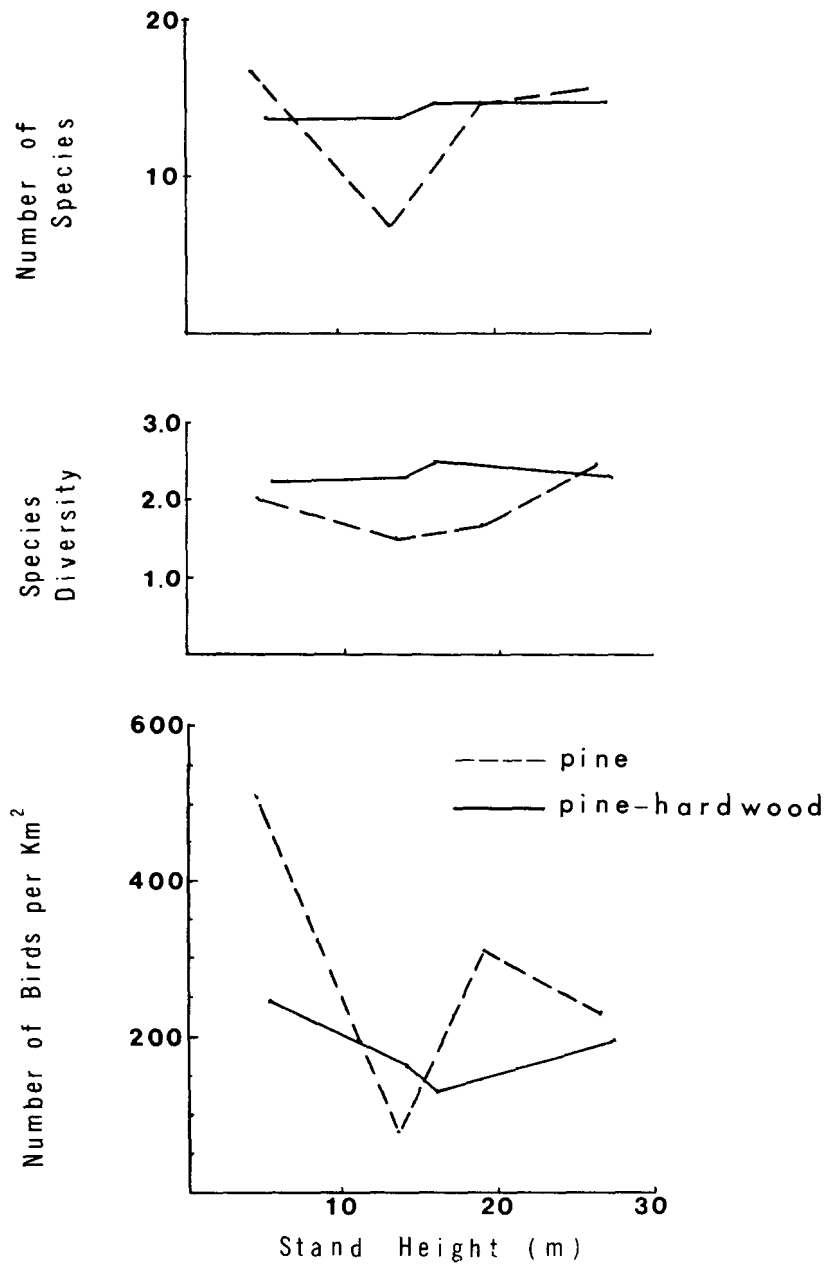 20
10
Number of
Species
3.0
2.0
1.0
Species
Diversity
600
400
200
Number of Birds per Km²
pine
pine-hardwood
10
20
30
Stand Height (m)